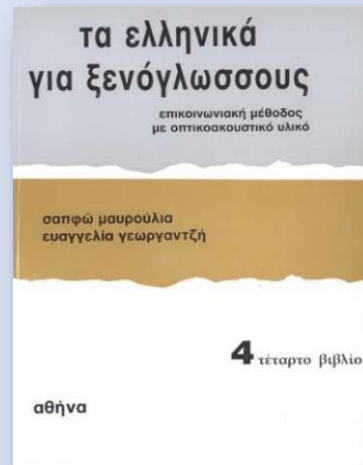 τα ελληνικά
για ξενόγλωσσους
επικοινωνιακή μέθοδος
με οπτικοακουστικό υλικό
σαπφώ μαυρούλια
ευαγγελία γεωργαντζή
4 τέταρτο βιβλίο
αθήνα